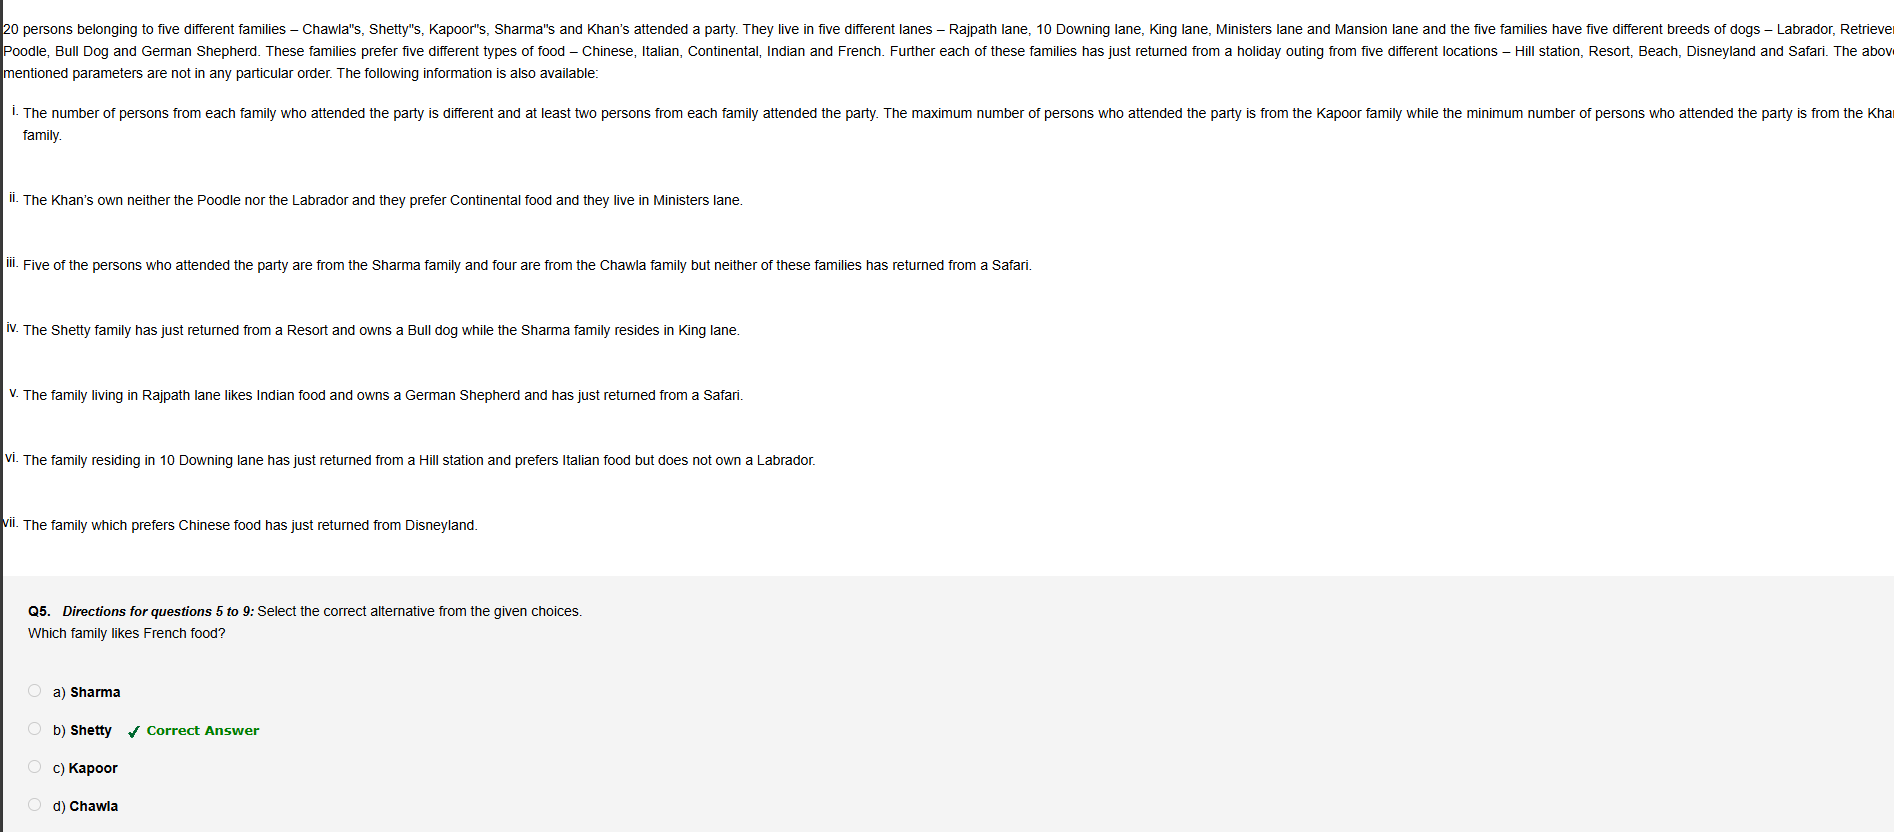 20 persons belonging to five different families – Chawla"s, Shetty"s, Kapoor"s, Sharma"s and Khan's attended a party. They live in five different lanes – Rajpath lane, 10 Downing lane, King lane, Ministers lane and Mansion lane and the five families have five different breeds of dogs – Labrador, Retrieve
Poodle, Bull Dog and German Shepherd. These families prefer five different types of food – Chinese, Italian, Continental, Indian and French. Further each of these families has just returned from a holiday outing from five different locations – Hill station, Resort, Beach, Disneyland and Safari. The abov
mentioned parameters are not in any particular order. The following information is also available:
i. The number of persons from each family who attended the party is different and at least two persons from each family attended the party. The maximum number of persons who attended the party is from the Kapoor family while the minimum number of persons who attended the party is from the Kha
family.
ii. The Khan's own neither the Poodle nor the Labrador and they prefer Continental food and they live in Ministers lane.
iii. Five of the persons who attended the party are from the Sharma family and four are from the Chawla family but neither of these families has returned from a Safari.
iv. The Shetty family has just returned from a Resort and owns a Bull dog while the Sharma family resides in King lane.
v. The family living in Rajpath lane likes Indian food and owns a German Shepherd and has just returned from a Safari.
vi. The family residing in 10 Downing lane has just returned from a Hill station and prefers Italian food but does not own a Labrador.
vii. The family which prefers Chinese food has just returned from Disneyland.
Q5. Directions for questions 5 to 9: Select the correct alternative from the given choices.
Which family likes French food?
a) Sharma
b) Shetty ✓ Correct Answer
c) Kapoor
d) Chawla